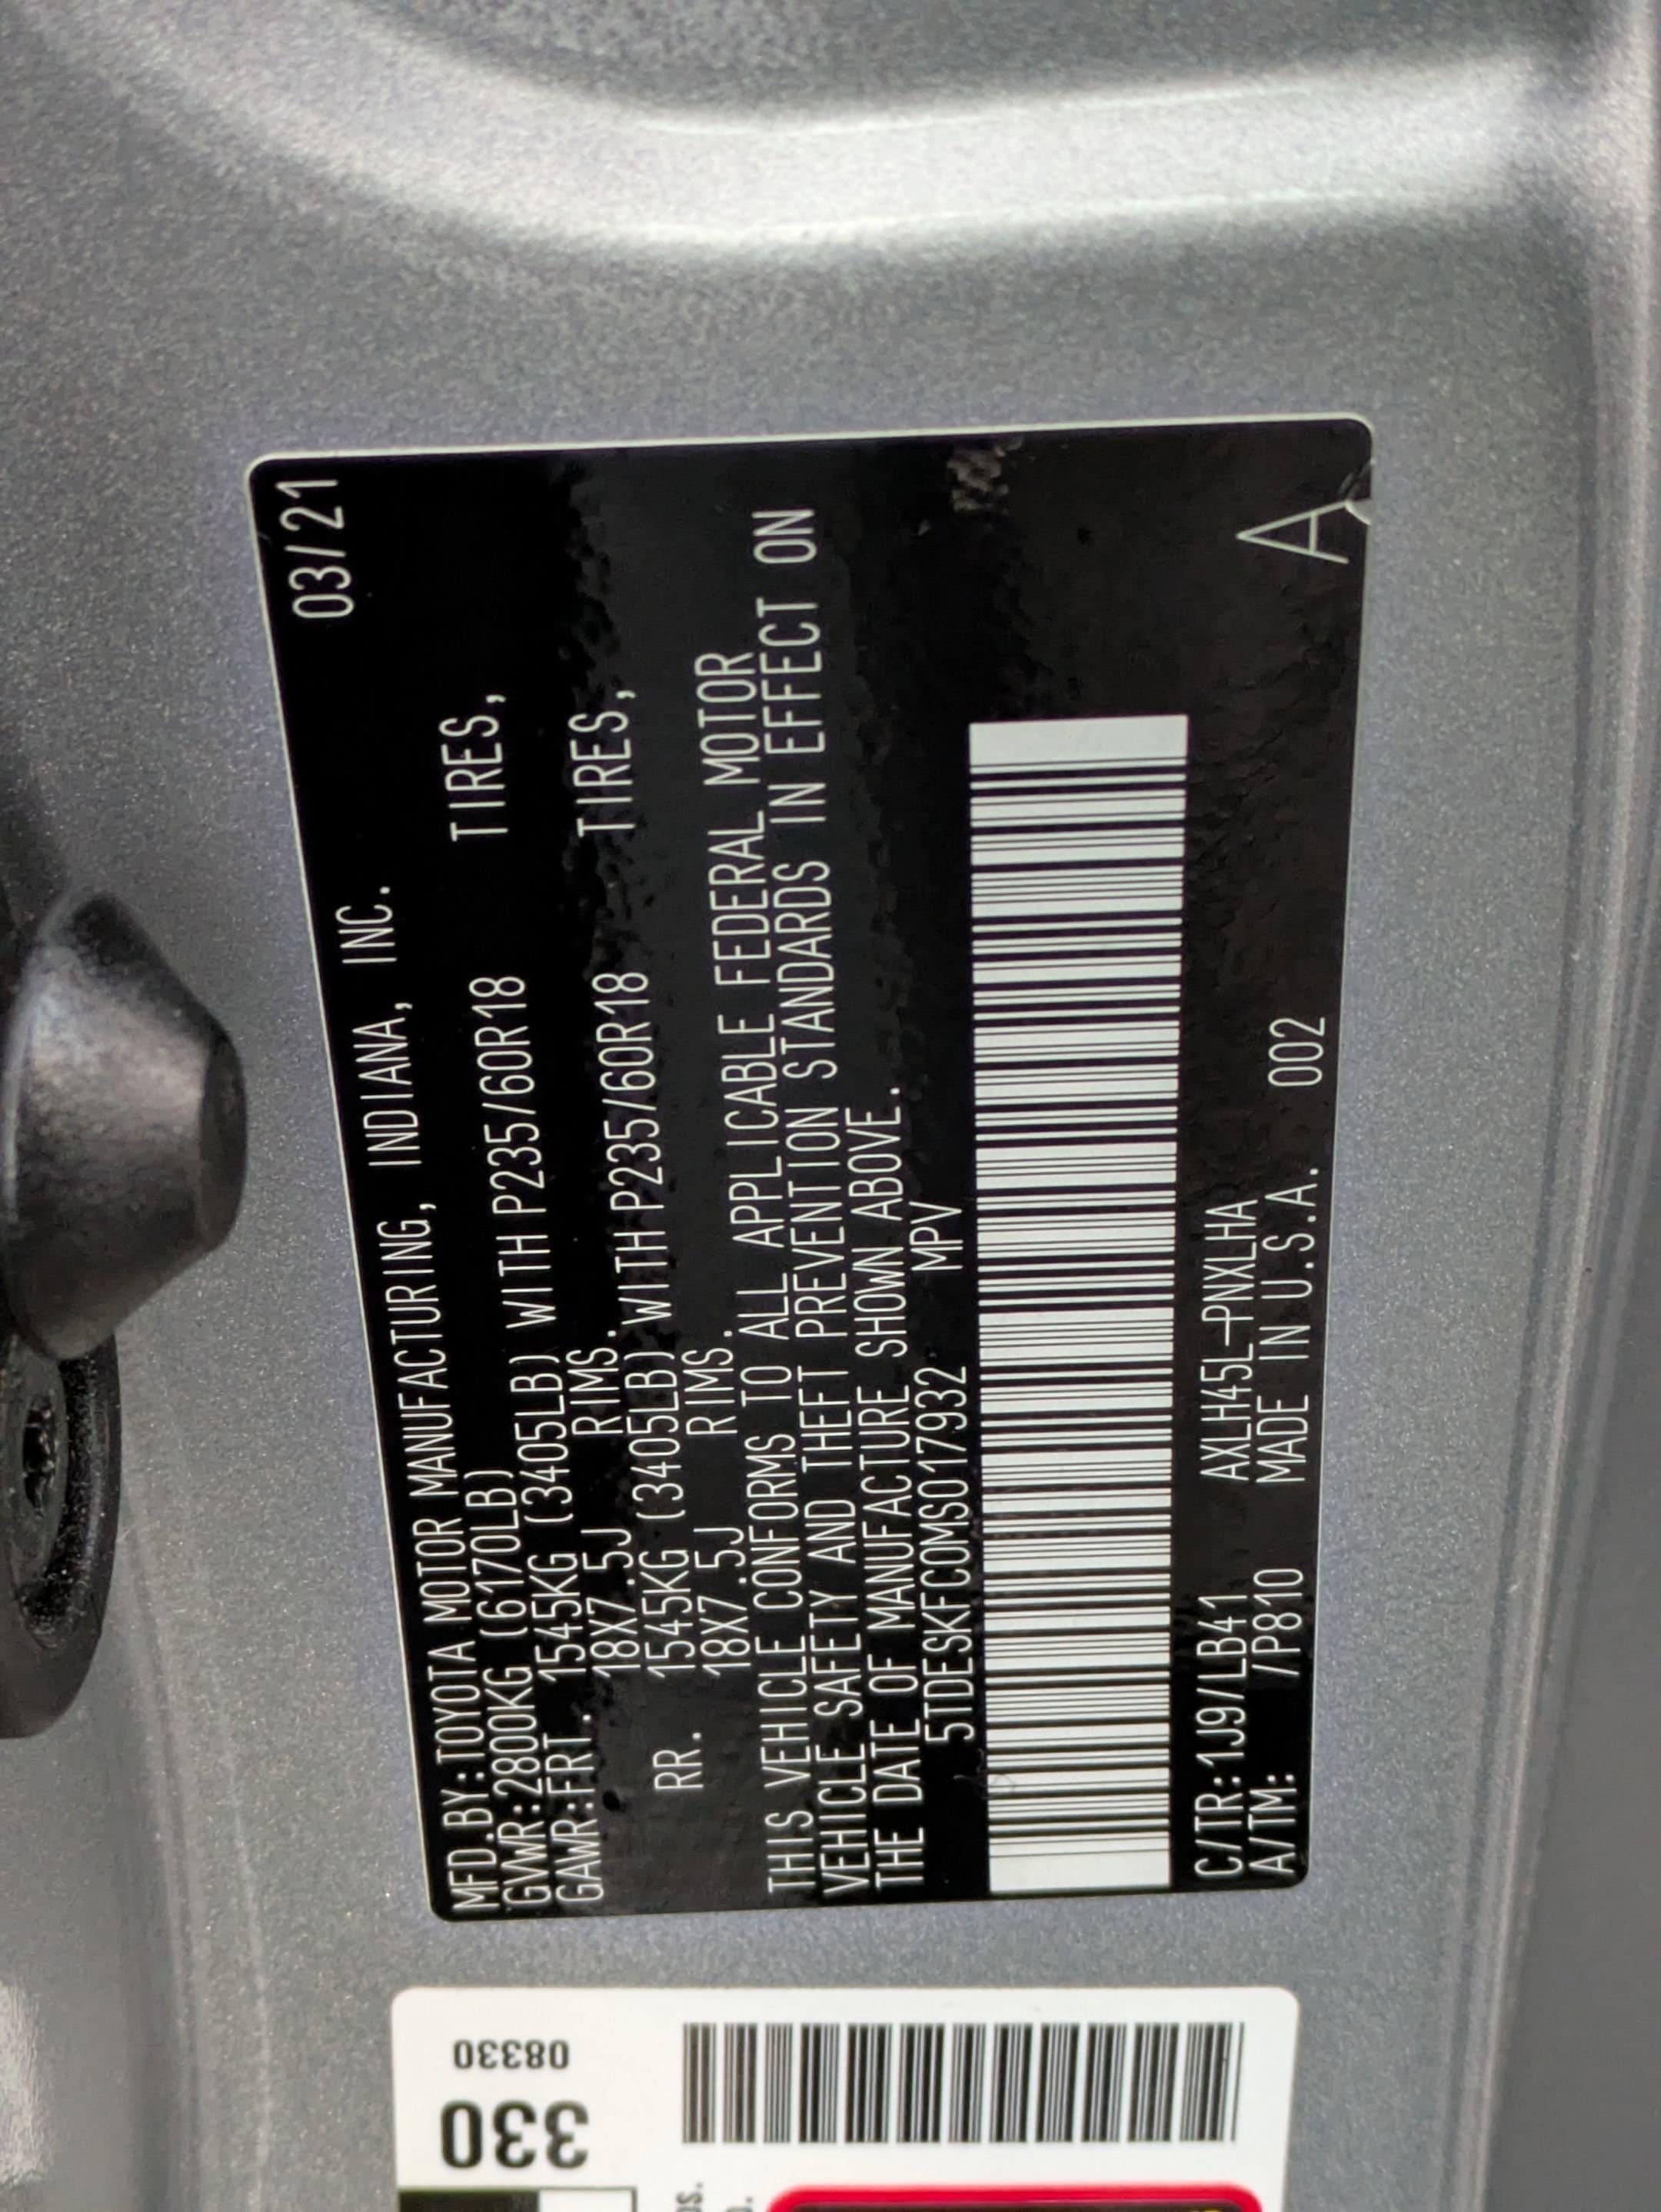 03/21
MFD.BY:TOYOTA MOTOR MANUFACTURING, INDIANA, INC.
GVWR:2800KG (6170LB)
GAWR:FRT. 1545KG (3405LB) WITH P235/60R18 TIRES,
18X7.5J RIMS.
RR. 1545KG (3405LB) WITH P235/60R18 TIRES,
18X7.5J RIMS.
THIS VEHICLE CONFORMS TO ALL APPLICABLE FEDERAL MOTOR
VEHICLE SAFETY AND THEFT PREVENTION STANDARDS IN EFFECT ON
THE DATE OF MANUFACTURE SHOWN ABOVE.
5TDESKFC0MS017932 MPV
C/TR:1J9/LB41 AXLH45L-PNXLHA
A/TM: /P810 MADE IN U.S.A. 002
A
08330
330